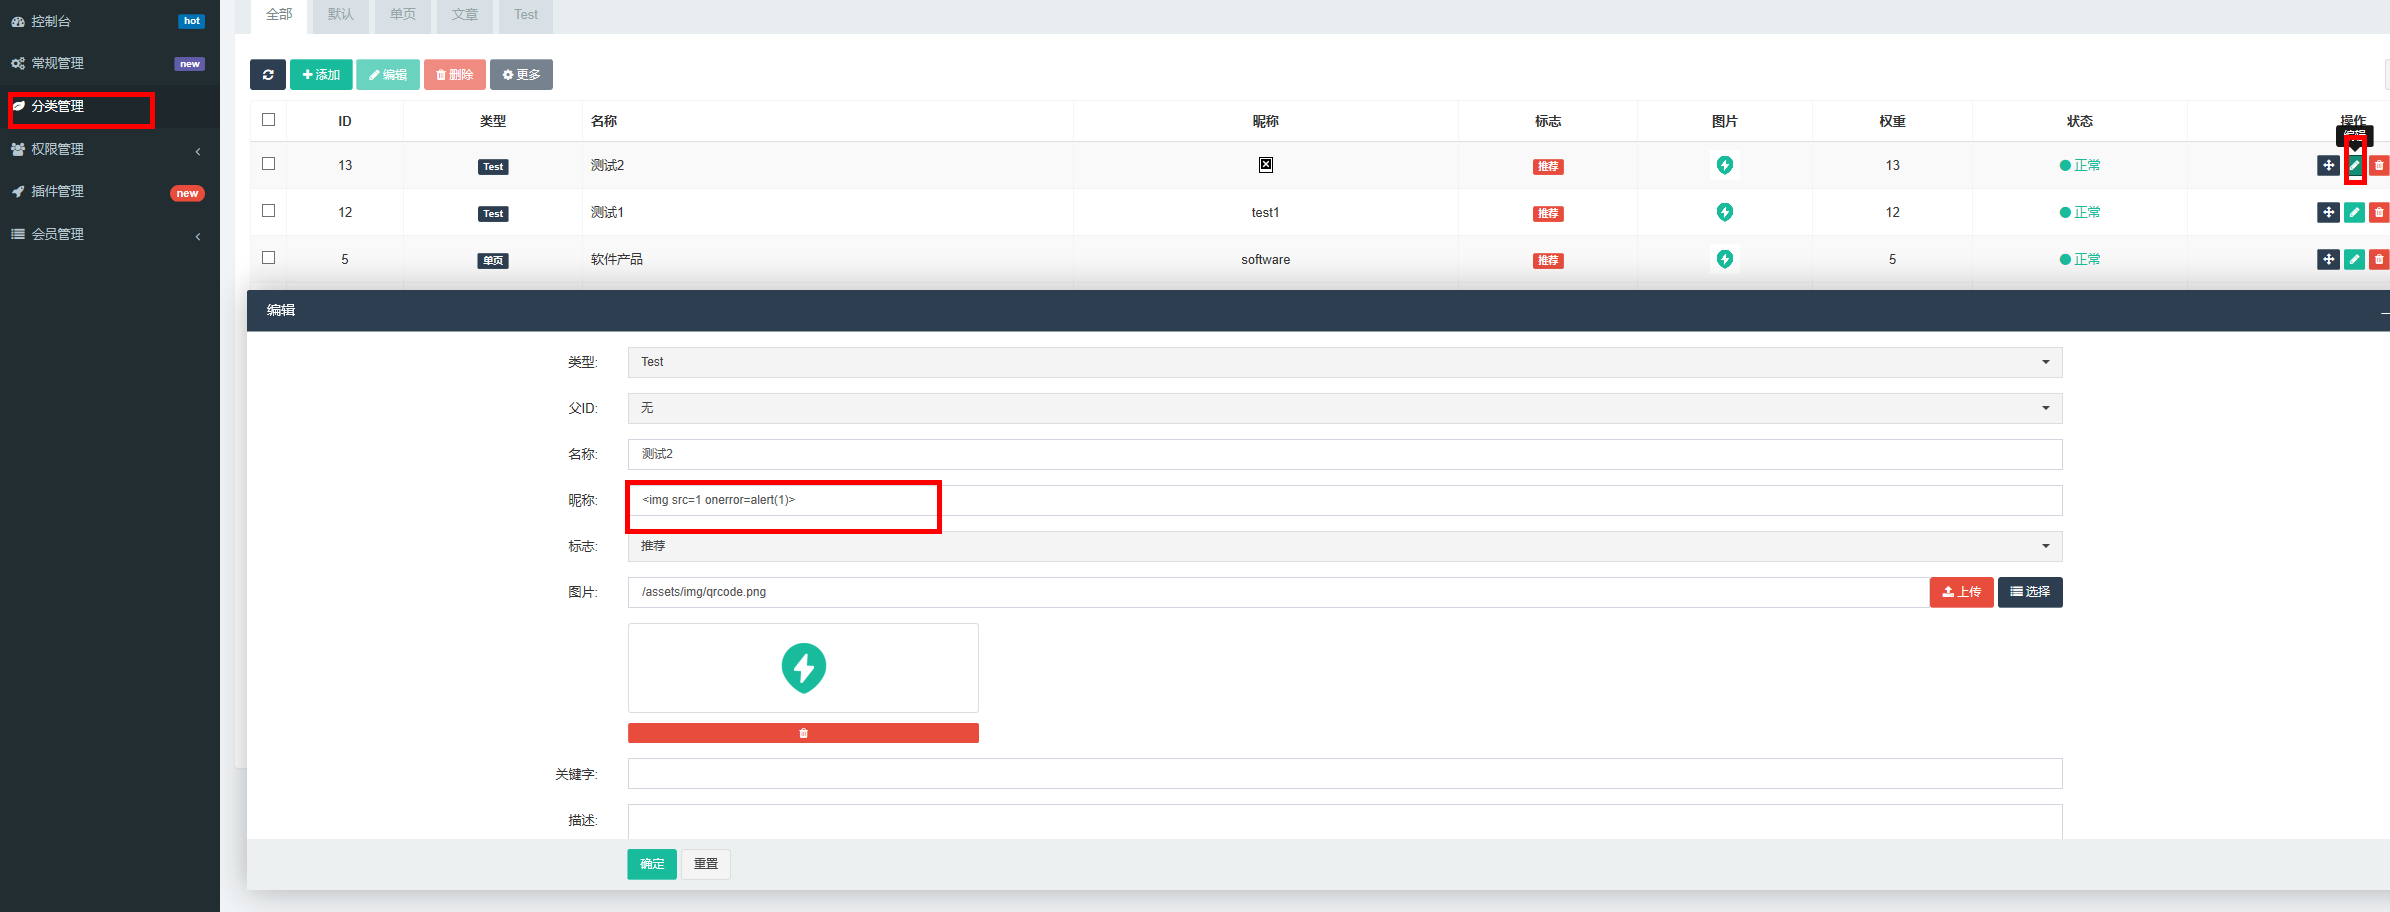 控制台 hot
常规管理 new
分类管理
权限管理
插件管理 new
会员管理
全部 默认 单页 文章 Test
添加 编辑 删除 更多
ID 类型 名称 昵称 标志 图片 权重 状态 操作
编辑
13 Test 测试2 推荐 13 正常
12 Test 测试1 test1 推荐 12 正常
5 单页 软件产品 software 推荐 5 正常
编辑
类型: Test
父ID: 无
名称: 测试2
昵称: <img src=1 onerror=alert(1)>
标志: 推荐
图片: /assets/img/qrcode.png 上传 选择
关键字:
描述:
确定 重置